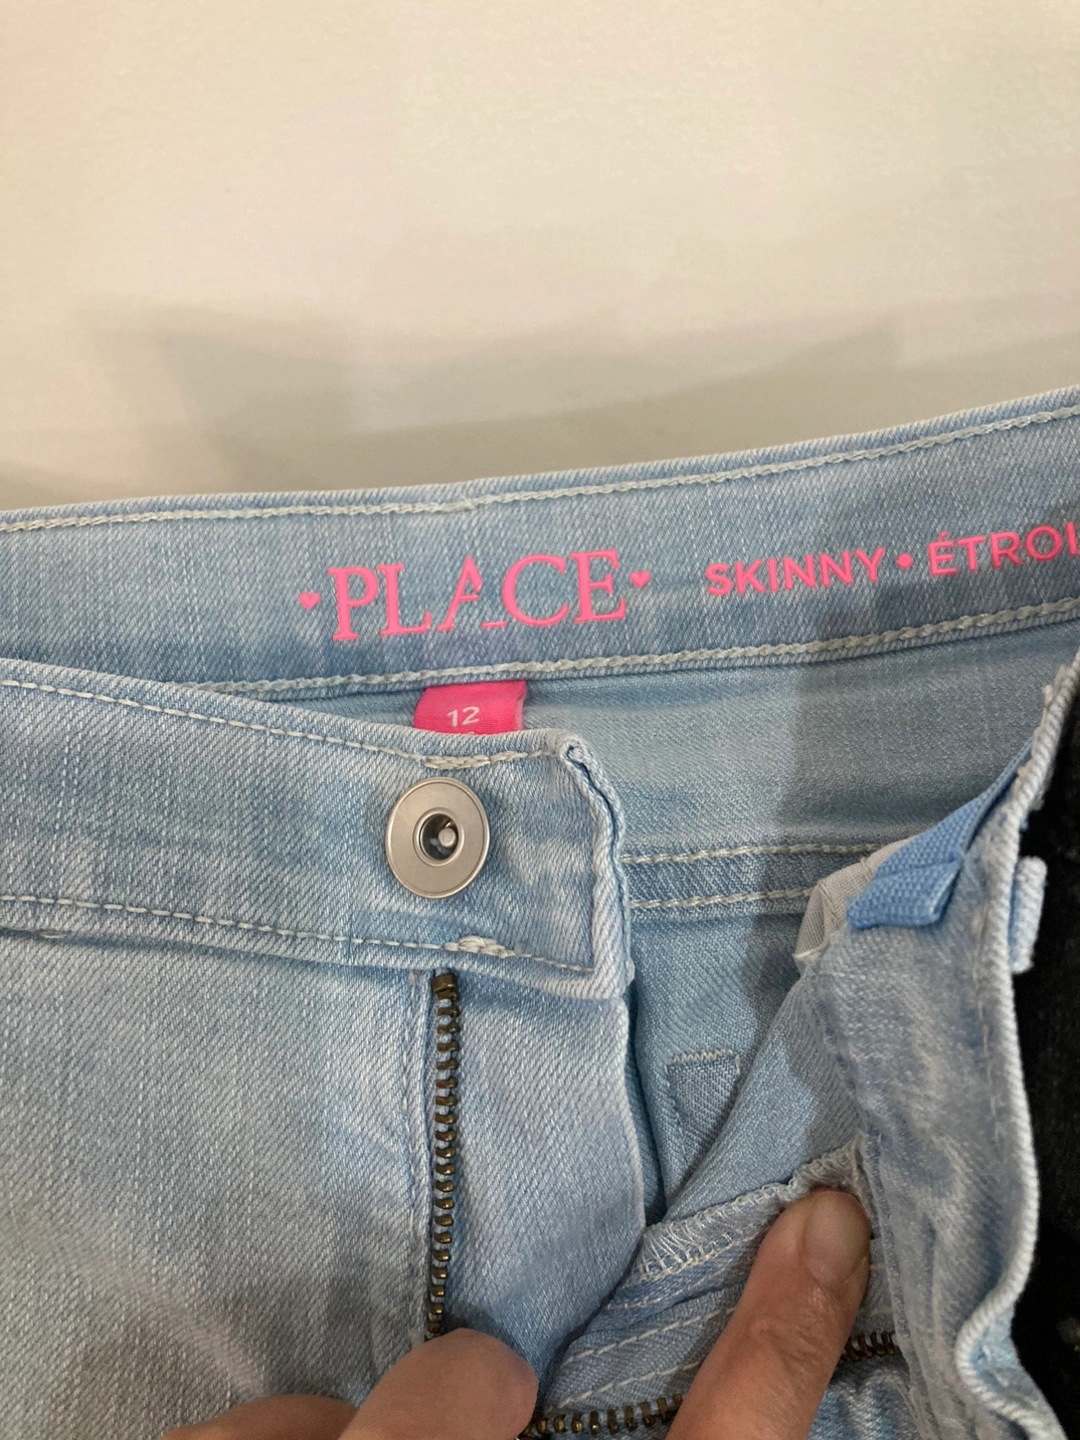 ♥PLACE♥ SKINNY • ÉTROI
12